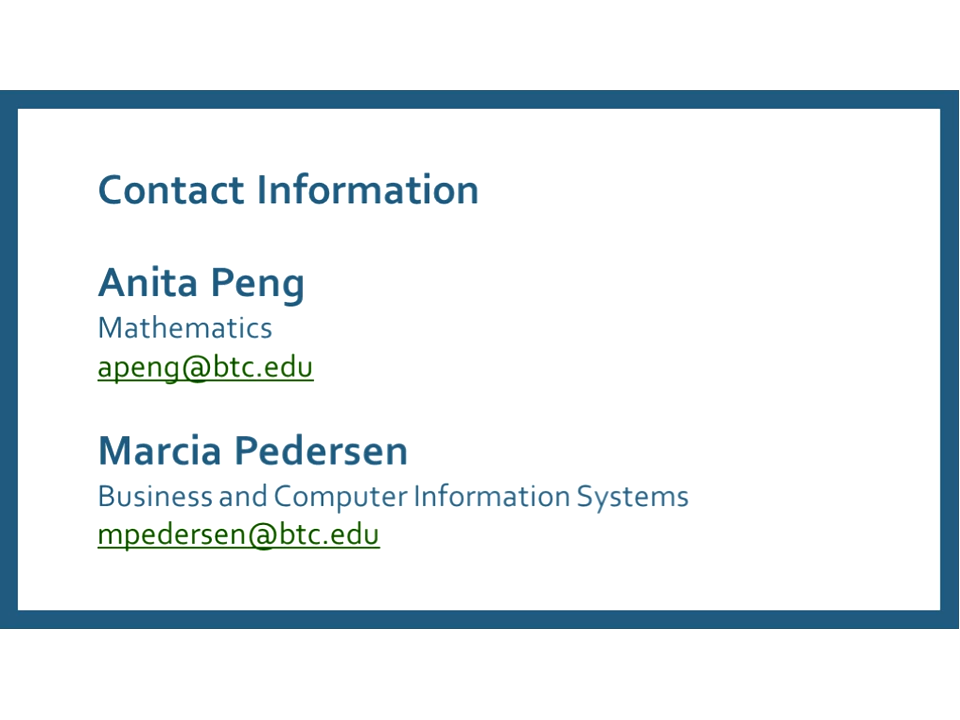 Contact Information
Anita Peng
Mathematics
apeng@btc.edu
Marcia Pedersen
Business and Computer Information Systems
mpedersen@btc.edu